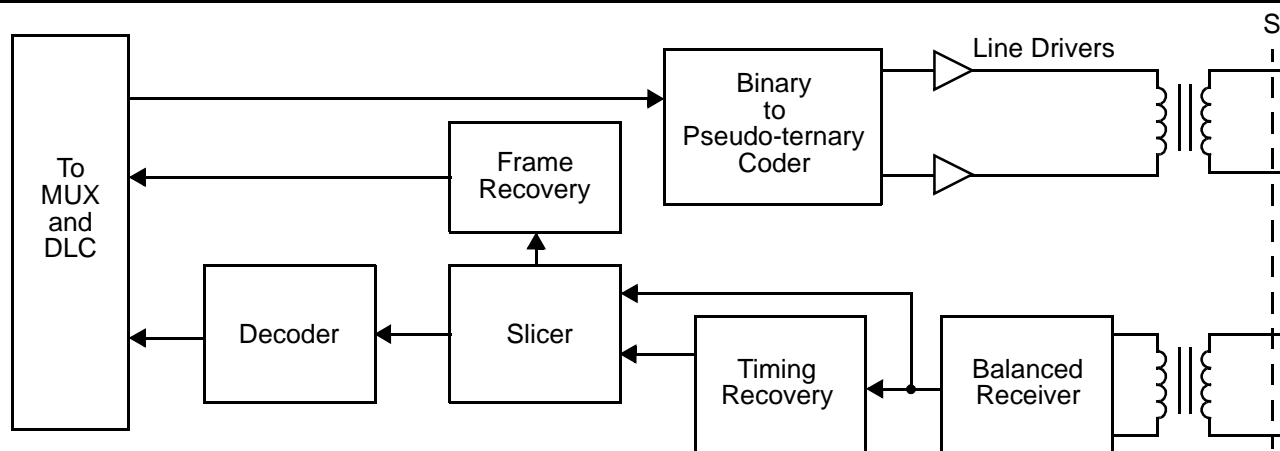 S
Line Drivers
Binary
to
Pseudo-ternary
Coder
To
MUX
and
DLC
Frame
Recovery
Decoder
Slicer
Timing
Recovery
Balanced
Receiver